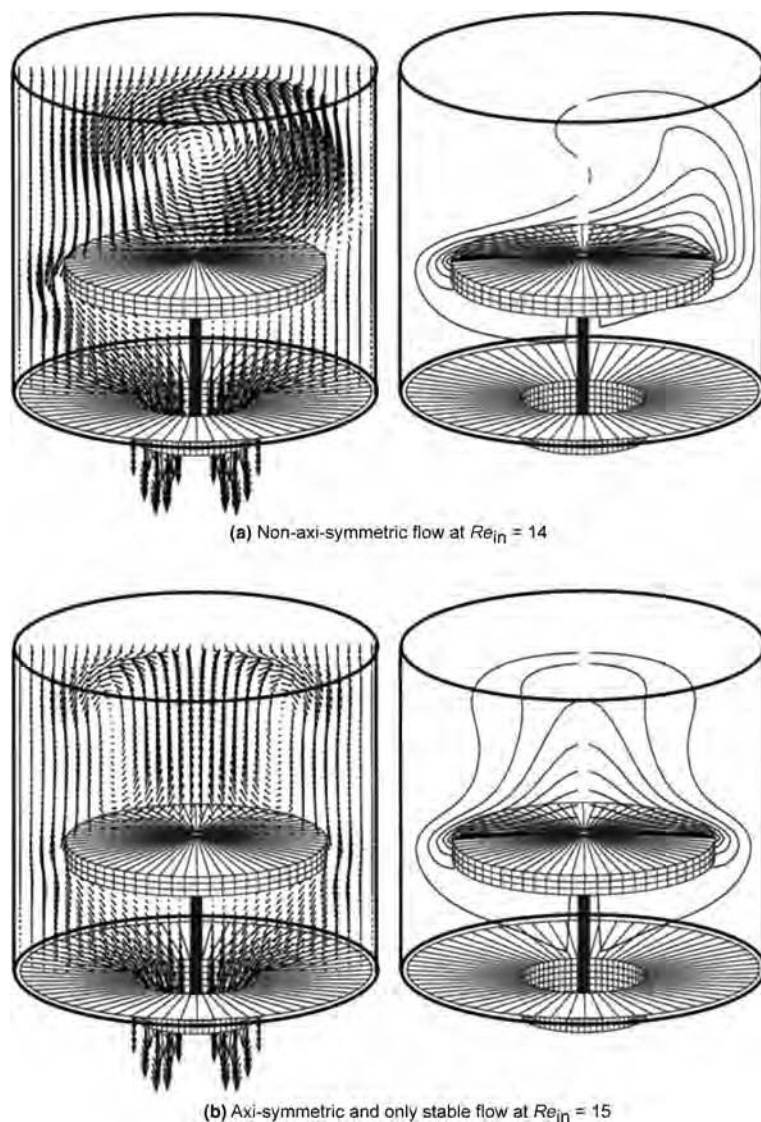 (a) Non-axi-symmetric flow at Rein = 14
(b) Axi-symmetric and only stable flow at Rein = 15